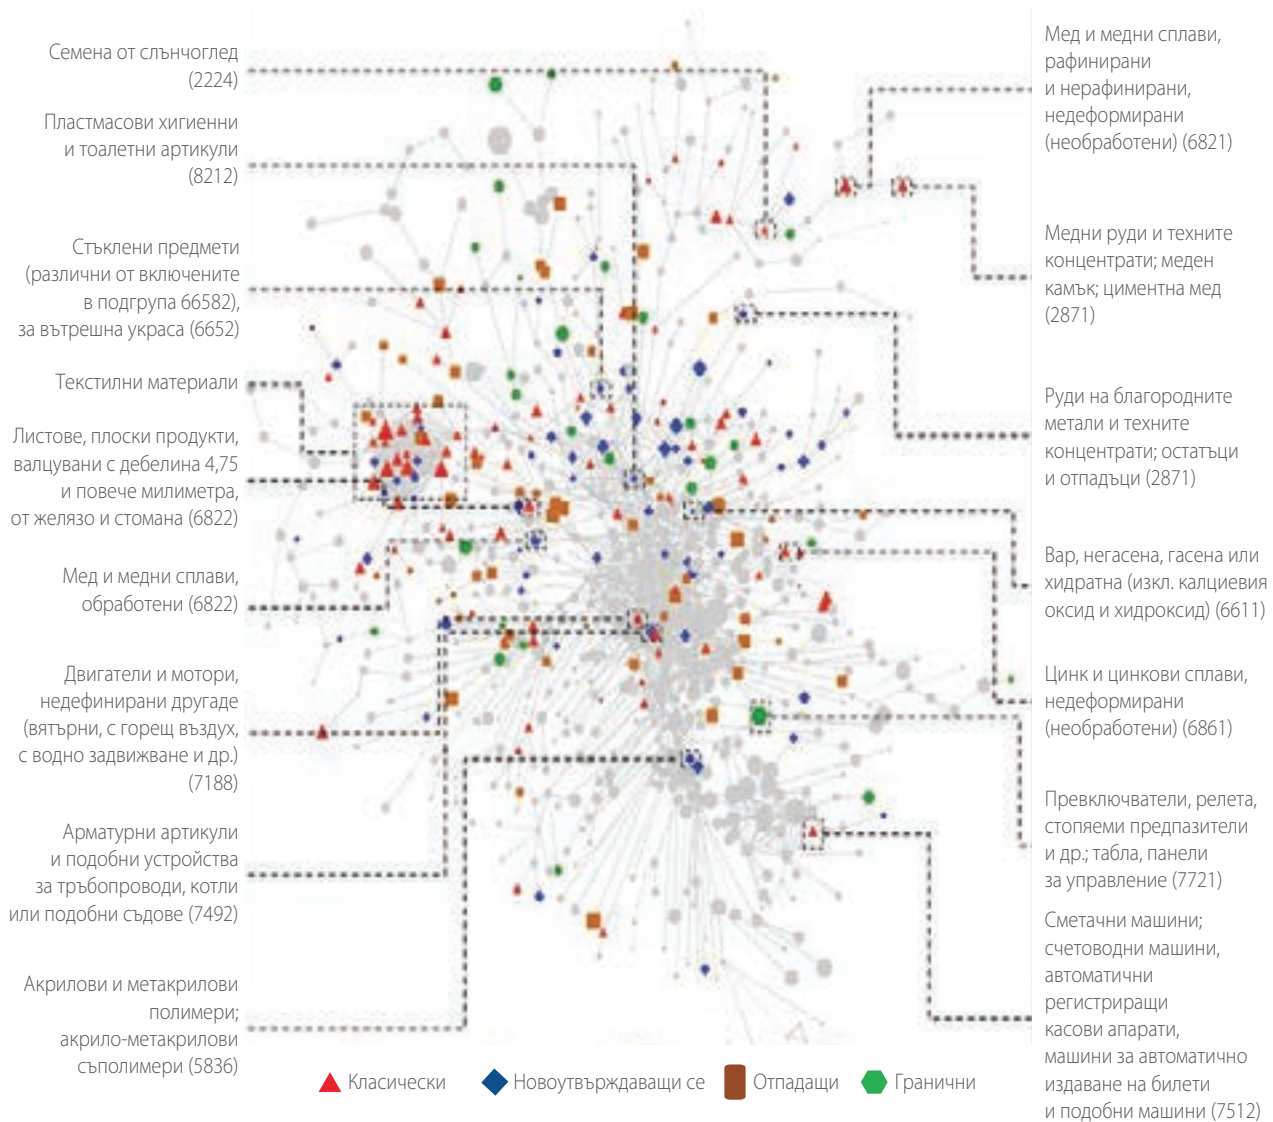 Семена от слънчоглед
(2224)
Пластмасови хигиенни
и тоалетни артикули
(8212)
Стъклени предмети
(различни от включените
в подгрупа 66582),
за вътрешна украса (6652)
Текстилни материали
Листове, плоски продукти,
валцувани с дебелина 4,75
и повече милиметра,
от желязо и стомана (6822)
Мед и медни сплави,
обработени (6822)
Двигатели и мотори,
недефинирани другаде
(вятърни, с горещ въздух,
с водно задвижване и др.)
(7188)
Арматурни артикули
и подобни устройства
за тръбопроводи, котли
или подобни съдове (7492)
Акрилови и метакрилови
полимери;
акрило-метакрилови
съполимери (5836)
Мед и медни сплави,
рафинирани
и нерафинирани,
недеформирани
(необработени) (6821)
Медни руди и техните
концентрати; меден
камък; циментна мед
(2871)
Руди на благородните
метали и техните
концентрати; остатъци
и отпадъци (2871)
Вар, негасена, гасена или
хидратна (изкл. калциевия
оксид и хидроксид) (6611)
Цинк и цинкови сплави,
недеформирани
(необработени) (6861)
Превключватели, релета,
стопяеми предпазители
и др.; табла, панели
за управление (7721)
Сметачни машини;
счетоводни машини,
автоматични
регистриращи
касови апарати,
машини за автоматично
издаване на билети
и подобни машини (7512)
Класически
Новоутвърждаващи се
Отпадащи
Гранични